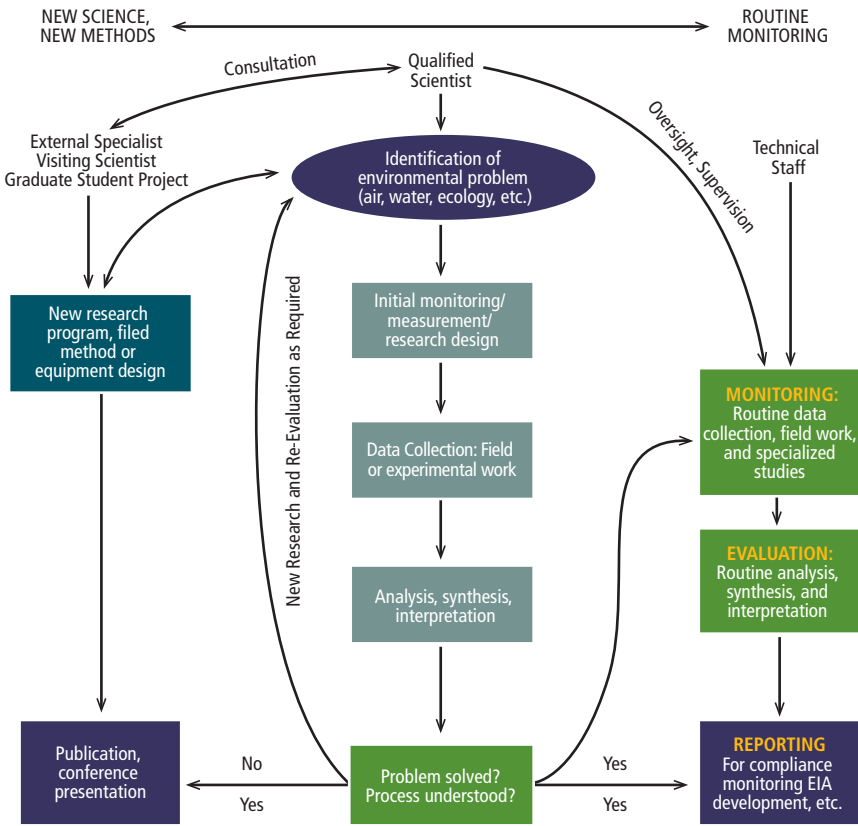 NEW SCIENCE,
NEW METHODS
ROUTINE
MONITORING
Consultation
Qualified
Scientist
External Specialist
Visiting Scientist
Graduate Student Project
Oversight, Supervision
Technical
Staff
Identification of
environmental problem
(air, water, ecology, etc.)
New research
program, filed
method or
equipment design
New Research and Re-Evaluation as Required
Initial monitoring/
measurement/
research design
Data Collection: Field
or experimental work
Analysis, synthesis,
interpretation
MONITORING:
Routine data
collection, field work,
and specialized
studies
EVALUATION:
Routine analysis,
synthesis, and
interpretation
Publication,
conference
presentation
No
Yes
Problem solved?
Process understood?
Yes
Yes
REPORTING
For compliance
monitoring EIA
development, etc.